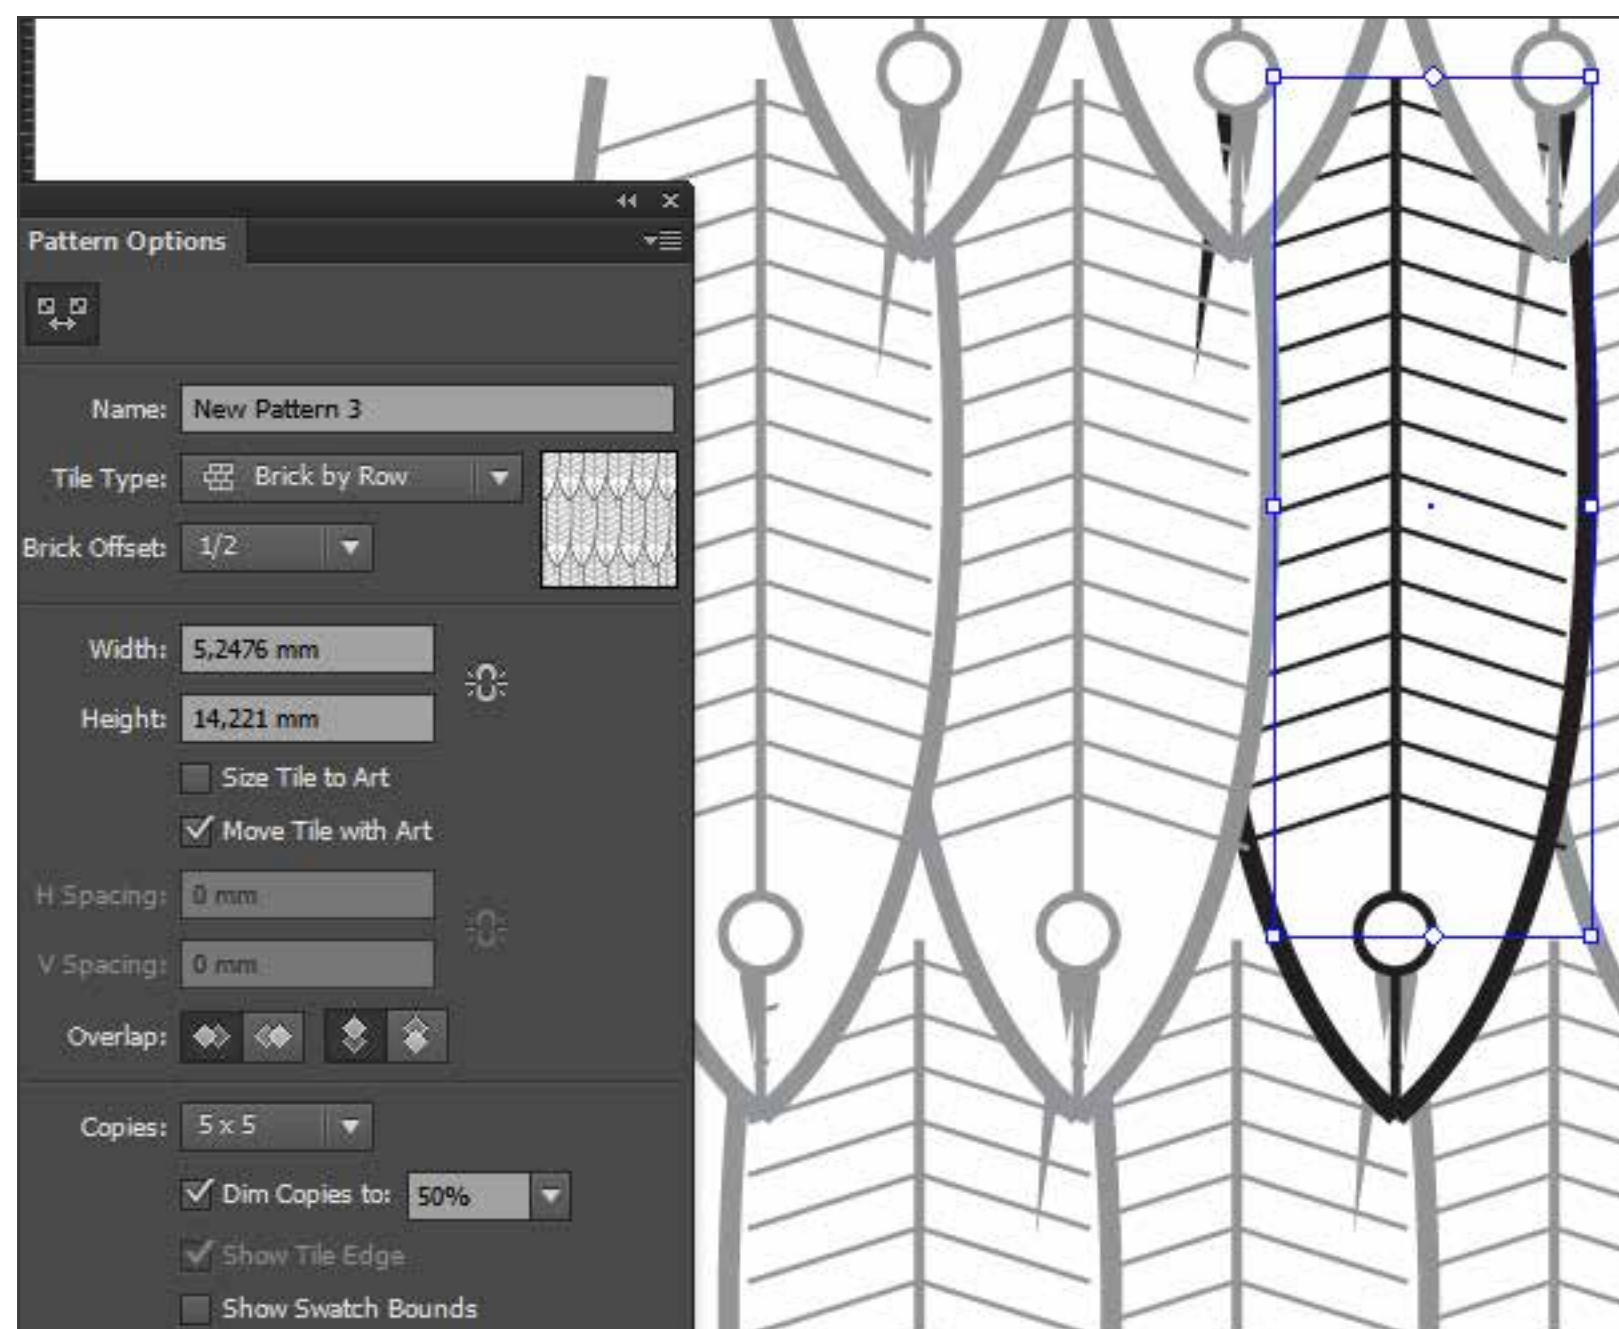 Pattern Options
Name: New Pattern 3
Tile Type: Brick by Row
Brick Offset: 1/2
Width: 5,2476 mm
Height: 14,221 mm
Size Tile to Art
Move Tile with Art
H Spacing: 0 mm
V Spacing: 0 mm
Overlap:
Copies: 5 x 5
Dim Copies to: 50%
Show Tile Edge
Show Swatch Bounds